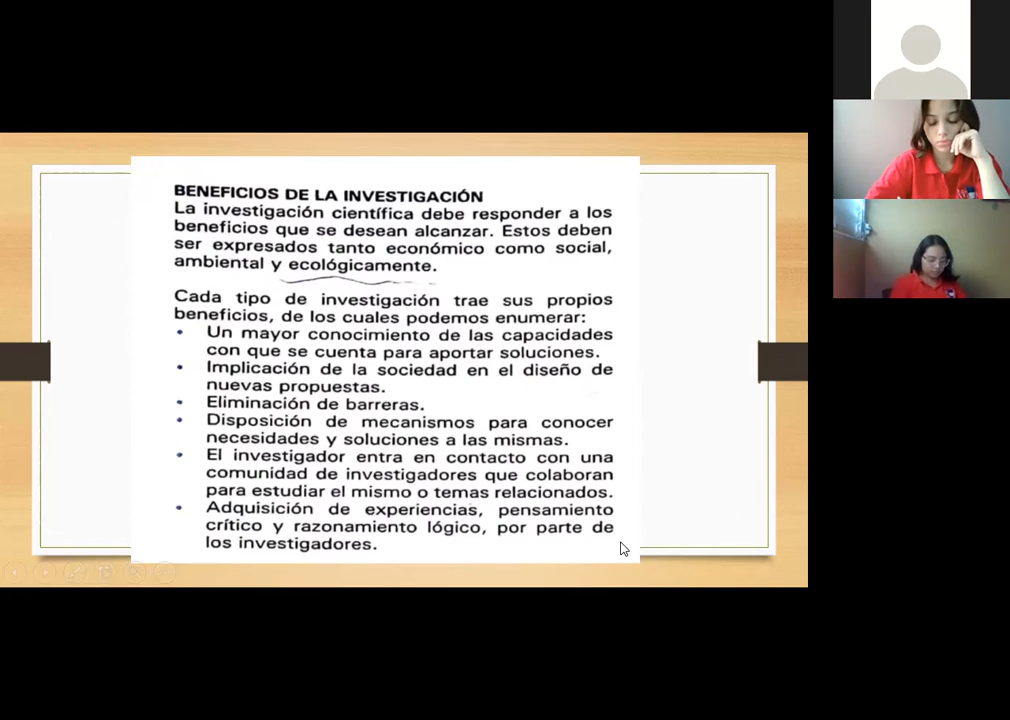 BENEFICIOS DE LA INVESTIGACIÓN
La investigación científica debe responder a los
beneficios que se desean alcanzar. Estos deben
ser expresados tanto económico como social,
ambiental y ecológicamente.
Cada tipo de investigación trae sus propios
beneficios, de los cuales podemos enumerar:
• Un mayor conocimiento de las capacidades
con que se cuenta para aportar soluciones.
• Implicación de la sociedad en el diseño de
nuevas propuestas.
• Eliminación de barreras.
• Disposición de mecanismos para conocer
necesidades y soluciones a las mismas.
• El investigador entra en contacto con una
comunidad de investigadores que colaboran
para estudiar el mismo o temas relacionados.
• Adquisición de experiencias, pensamiento
crítico y razonamiento lógico, por parte de
los investigadores.